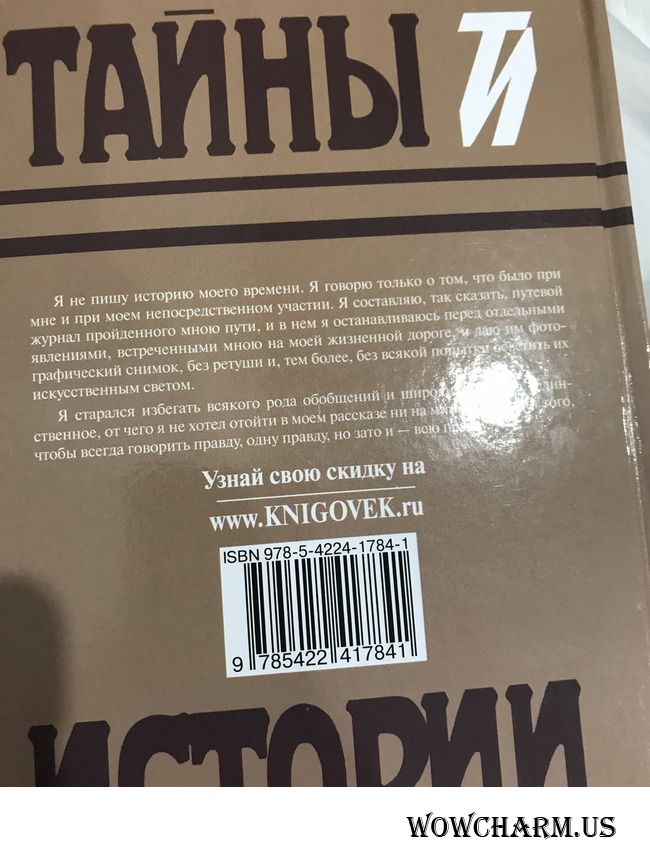 ТАЙНЫ ТИ
Я не пишу историю моего времени. Я говорю только о том, что было при
мне и при моем непосредственном участии. Я составляю, так сказать, путевой
журнал пройденного мною пути, и в нем я останавливаюсь перед отдельными
явлениями, встреченными мною на моей жизненной дороге, я даю им фото-
графический снимок, без ретуши и, тем более, без всякой попытки их
искусственным светом.
Я старался избегать всякого рода обобщений и
ственное, от чего я не хотел отойти в моем рассказе ни на
чтобы всегда говорить правду, одну правду, но зато и — всю
Узнай свою скидку на
www.KNIGOVEK.ru
ISBN 978-5-4224-1784-1
9 785422 417841
ИСТОРИИ
WOWCHARM.US